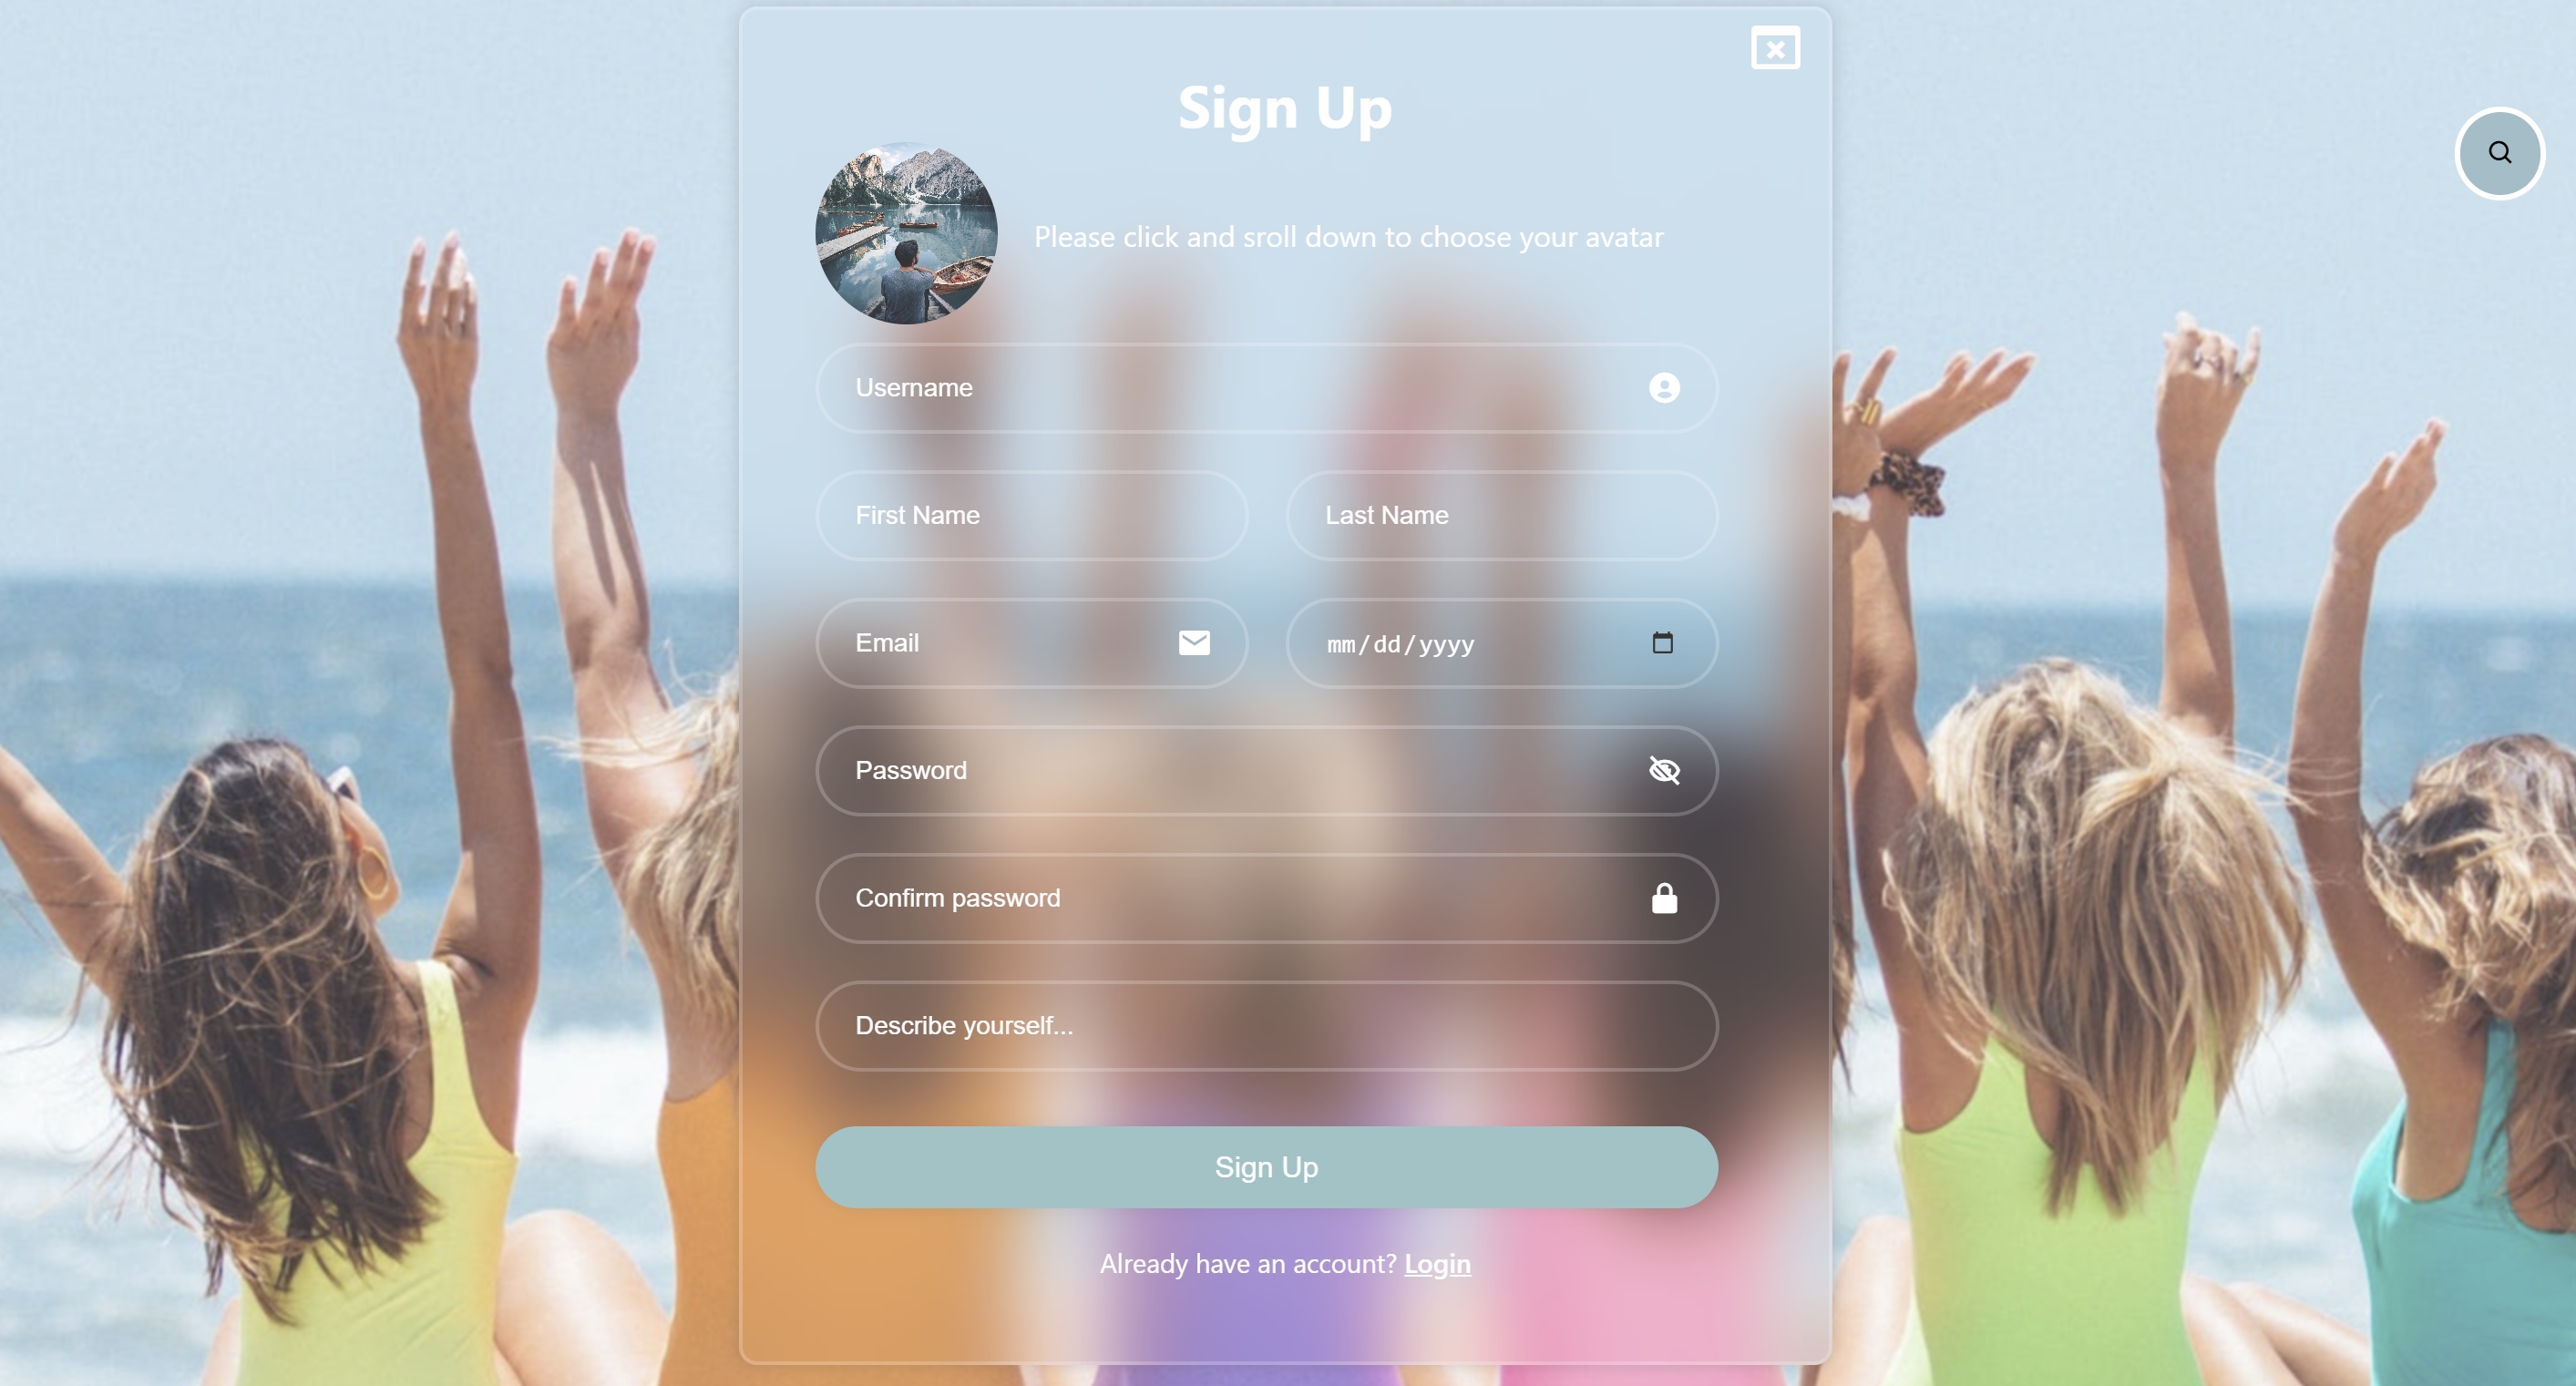 Sign Up
Please click and sroll down to choose your avatar
Username
First Name
Last Name
Email
mm/dd/yyyy
Password
Confirm password
Describe yourself...
Sign Up
Already have an account? Login